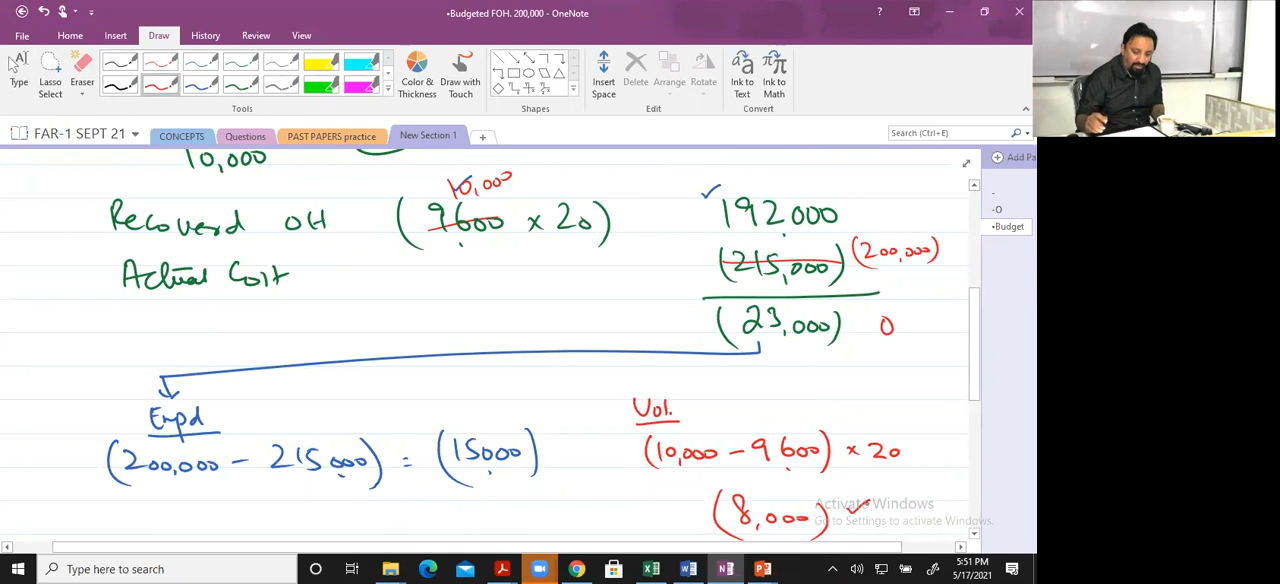 •Budgeted FOH. 200,000 - OneNote
?
File Home Insert Draw History Review View
Type Lasso Select Eraser Color & Thickness Draw with Touch Insert Space Delete Arrange Rotate Ink to Text Ink to Math
Tools Shapes Edit Convert
FAR-1 SEPT 21 CONCEPTS Questions PAST PAPERS practice New Section 1 Search (Ctrl+E)
Add Pa
10,000
10,000
Recoverd OH (9600 x 20) 192000
Actual Cost (215,000) (200,000)
(23,000) 0
-O
•Budget
Expd
(200,000 - 215000) = (15000)
Vol.
(10,000 - 9600) x 20
(8,000)
Activate Windows
Go to Settings to activate Windows.
Type here to search
5:51 PM
5/17/2021